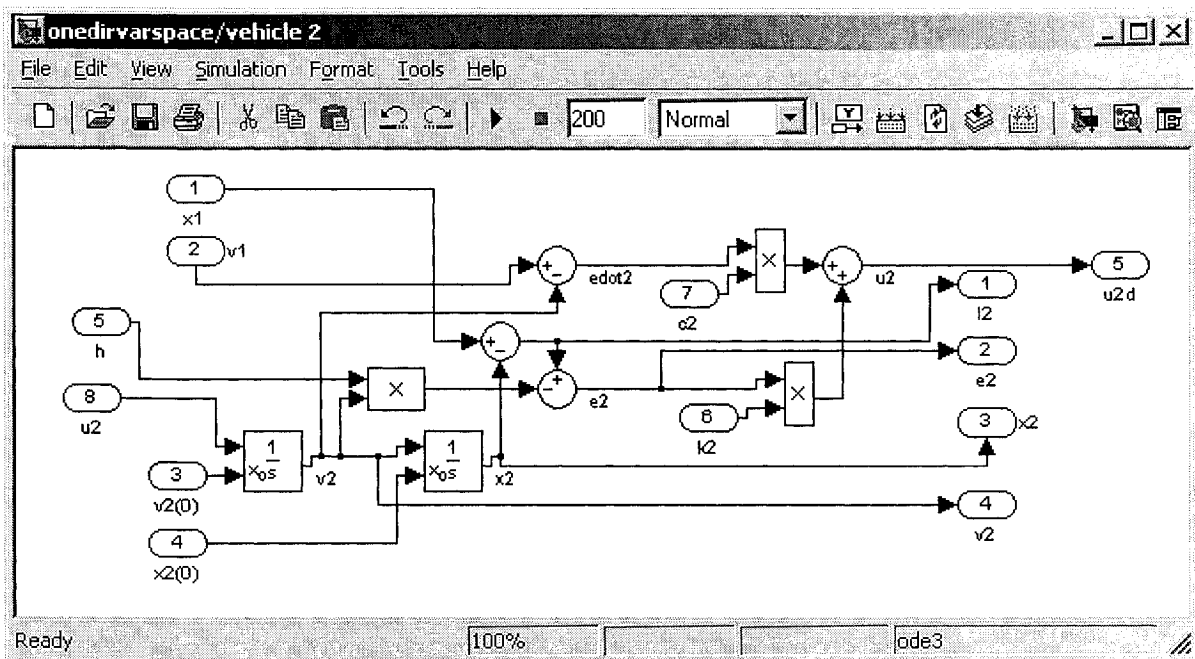 onedirvarspace/vehicle 2
File Edit View Simulation Format Tools Help
200 Normal
1
x1
2 v1
+ −
edot2
×
+ +
u2
5
u2d
7
c2
1
l2
5
h
+ −
2
e2
×
− +
e2
×
8
u2
6
k2
3 x2
1/s
xo
v2
1/s
xo
x2
3
v2(0)
4
v2
4
x2(0)
Ready 100% ode3